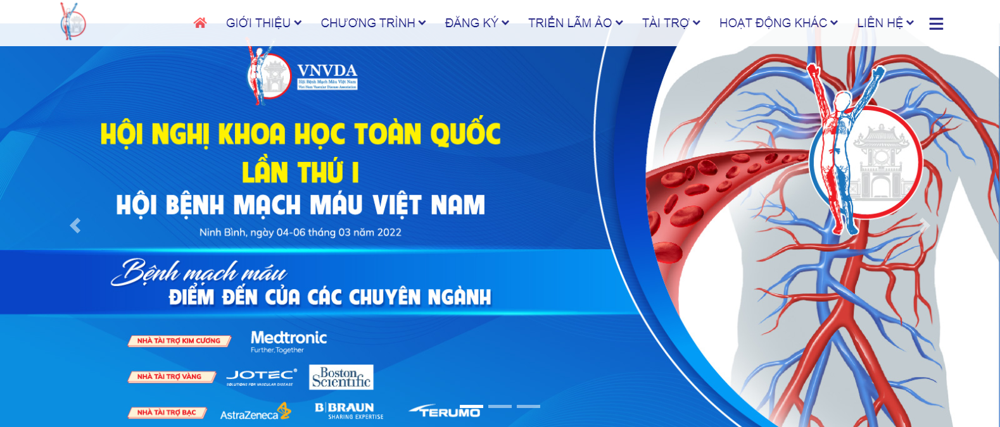 GIỚI THIỆU CHƯƠNG TRÌNH ĐĂNG KÝ TRIỂN LÃM ẢO TÀI TRỢ HOẠT ĐỘNG KHÁC LIÊN HỆ
VNVDA
Hội Bệnh Mạch Máu Việt Nam
Viet Nam Vascular Disease Association
HỘI NGHỊ KHOA HỌC TOÀN QUỐC
LẦN THỨ I
HỘI BỆNH MẠCH MÁU VIỆT NAM
Ninh Bình, ngày 04-06 tháng 03 năm 2022
Bệnh mạch máu
ĐIỂM ĐẾN CỦA CÁC CHUYÊN NGÀNH
NHÀ TÀI TRỢ KIM CƯƠNG
Medtronic
Further, Together
NHÀ TÀI TRỢ VÀNG
JOTEC®
SOLUTIONS FOR VASCULAR DISEASE
Boston
Scientific
NHÀ TÀI TRỢ BẠC
AstraZeneca
B|BRAUN
SHARING EXPERTISE
TERUMO